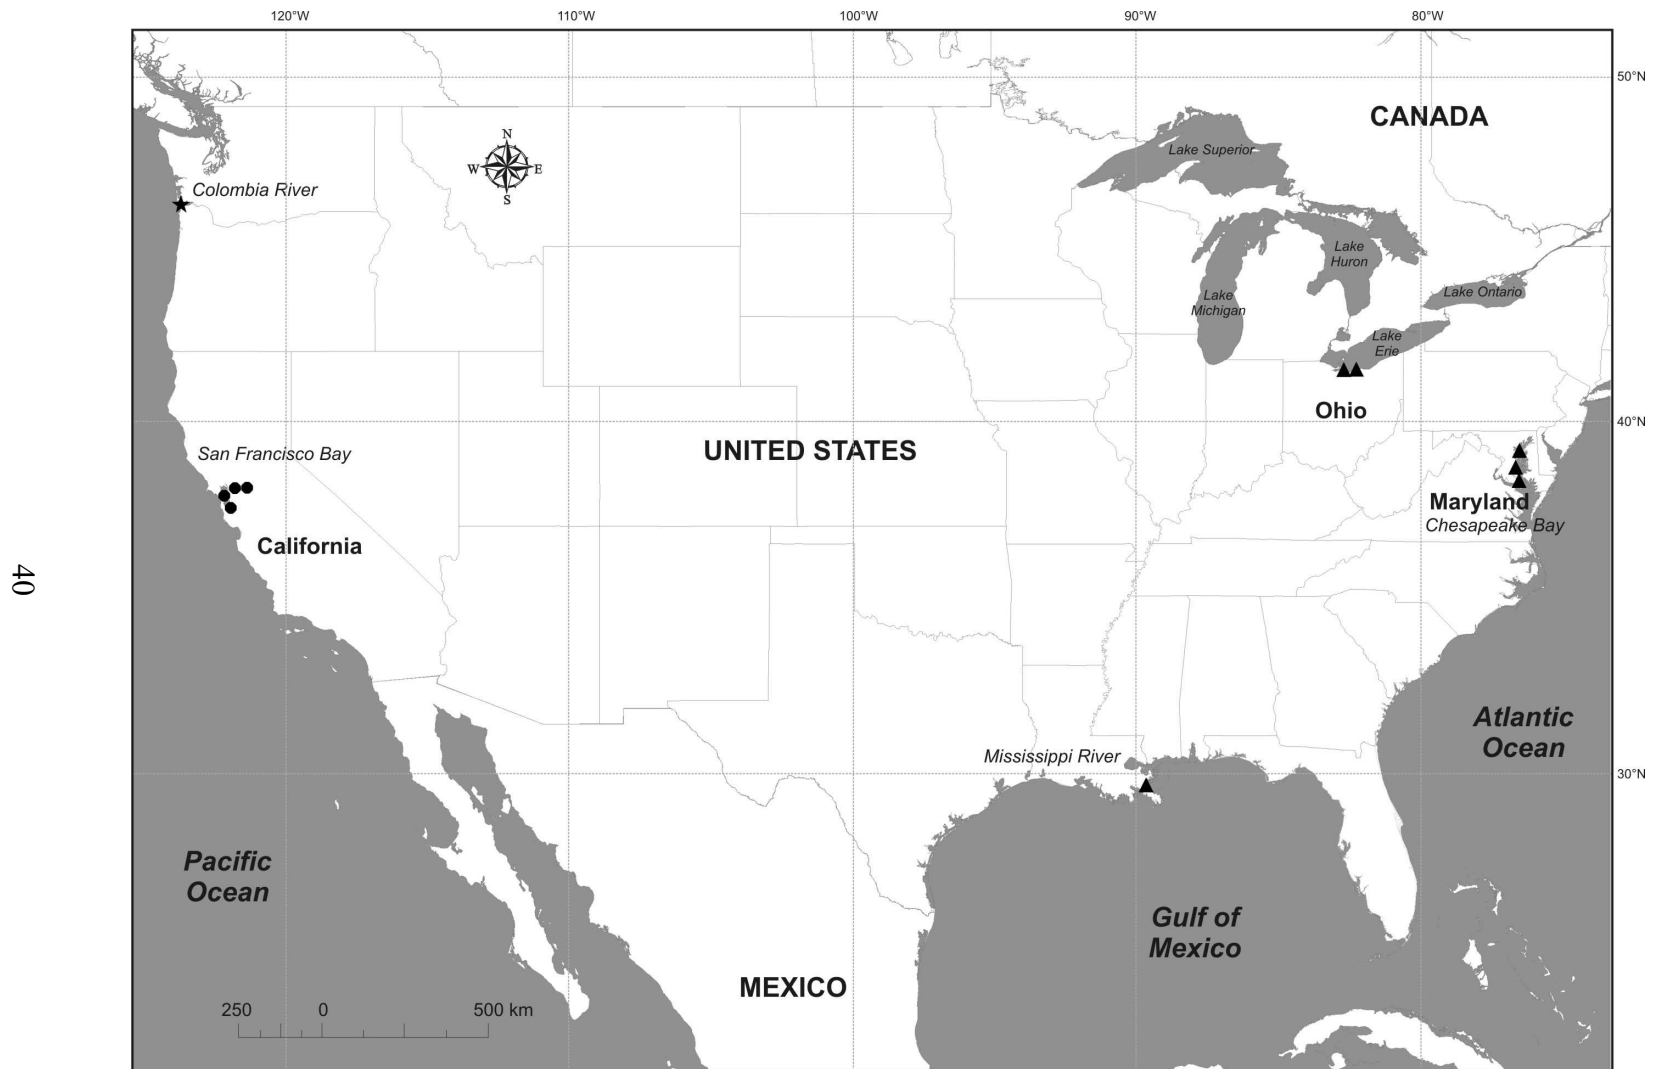 120°W 110°W 100°W 90°W 80°W
50°N
CANADA
N
W E
S
Lake Superior
Colombia River
Lake
Huron
Lake Ontario
Lake
Michigan
Lake
Erie
Ohio
40°N
UNITED STATES
San Francisco Bay
Maryland
Chesapeake Bay
California
40
Atlantic
Ocean
Mississippi River
30°N
Pacific
Ocean
Gulf of
Mexico
MEXICO
250 0 500 km